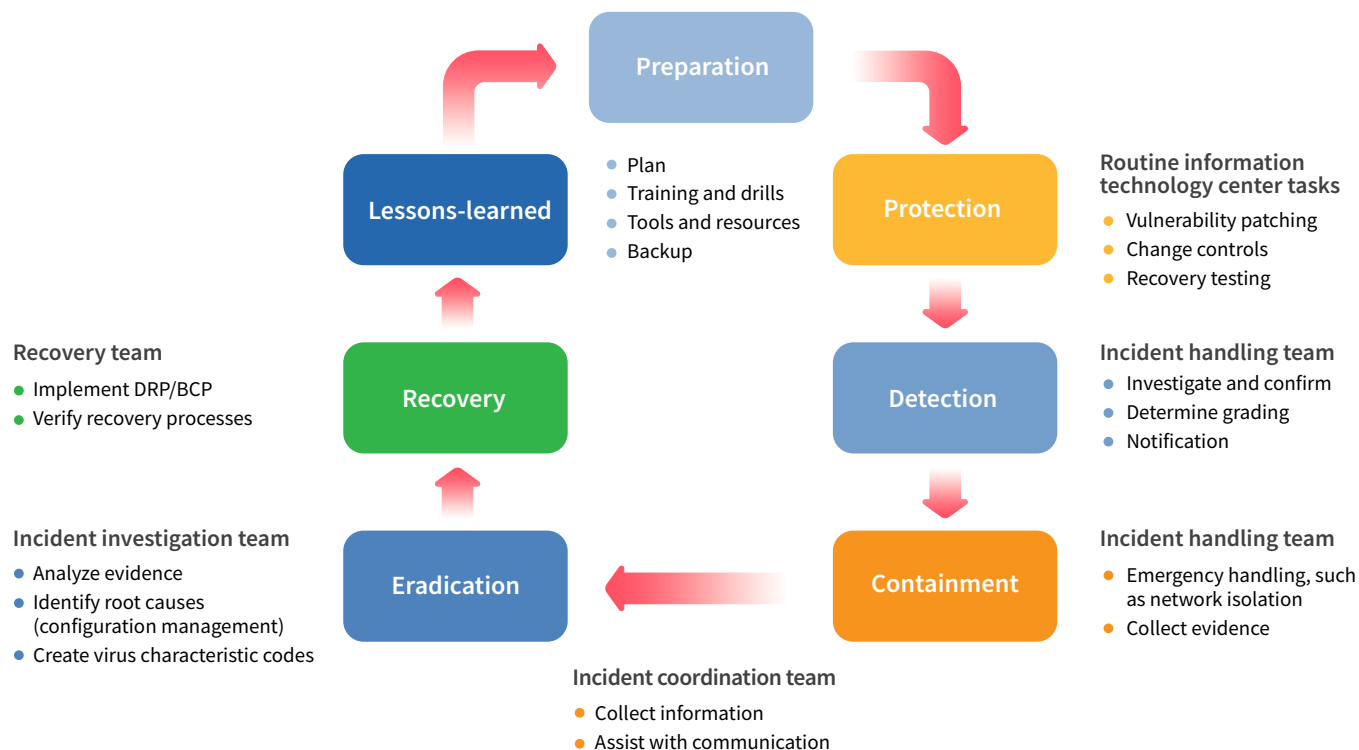 Preparation
Plan
Training and drills
Tools and resources
Backup
Lessons-learned
Protection
Routine information
technology center tasks
Vulnerability patching
Change controls
Recovery testing
Recovery team
Implement DRP/BCP
Verify recovery processes
Recovery
Detection
Incident handling team
Investigate and confirm
Determine grading
Notification
Incident investigation team
Analyze evidence
Identify root causes
(configuration management)
Create virus characteristic codes
Eradication
Containment
Incident handling team
Emergency handling, such
as network isolation
Collect evidence
Incident coordination team
Collect information
Assist with communication